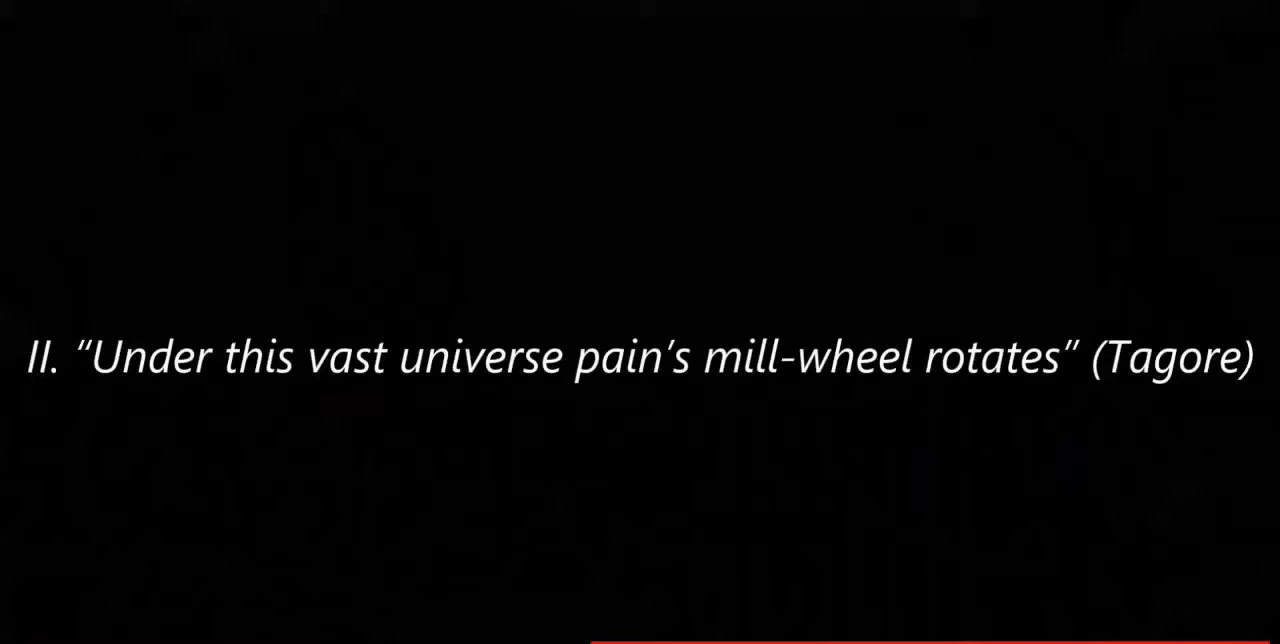 II. “Under this vast universe pain’s mill-wheel rotates” (Tagore)